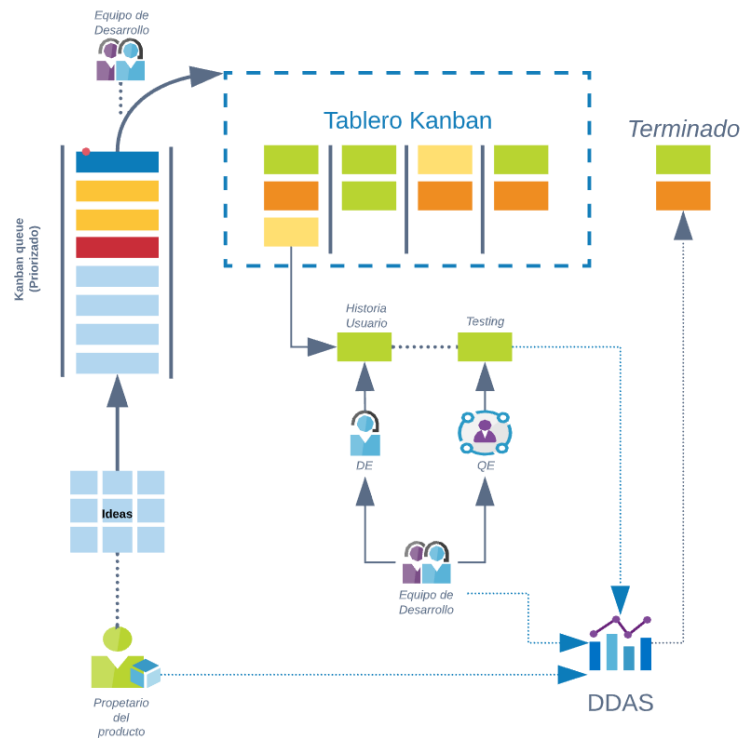 Equipo de
Desarrollo
Tablero Kanban
Terminado
Kanban queue
(Priorizado)
Historia
Usuario
Testing
DE
QE
Ideas
Equipo de
Desarrollo
Propetario
del
producto
DDAS